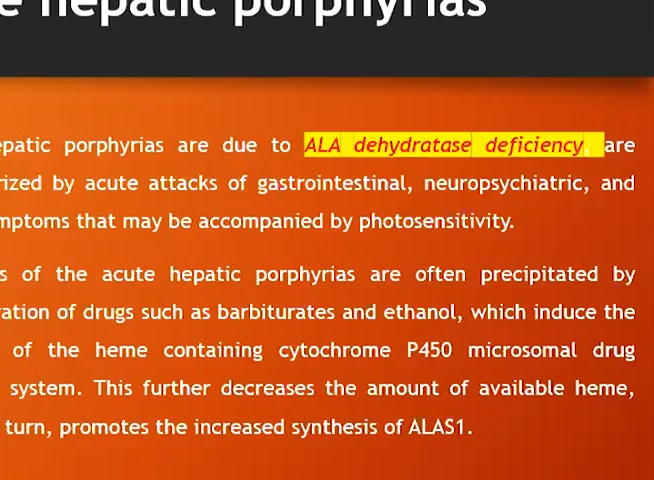 e hepatic porphyrias
epatic porphyrias are due to ALA dehydratase deficiency, are
rized by acute attacks of gastrointestinal, neuropsychiatric, and
mptoms that may be accompanied by photosensitivity.
s of the acute hepatic porphyrias are often precipitated by
ration of drugs such as barbiturates and ethanol, which induce the
of the heme containing cytochrome P450 microsomal drug
system. This further decreases the amount of available heme,
turn, promotes the increased synthesis of ALAS1.